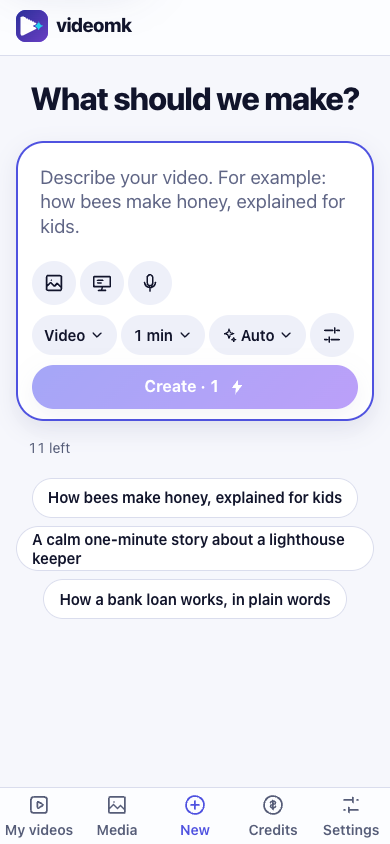 videomk
What should we make?
Describe your video. For example:
how bees make honey, explained for
kids.
Video
1 min
Auto
Create · 1
11 left
How bees make honey, explained for kids
A calm one-minute story about a lighthouse
keeper
How a bank loan works, in plain words
My videos
Media
New
Credits
Settings